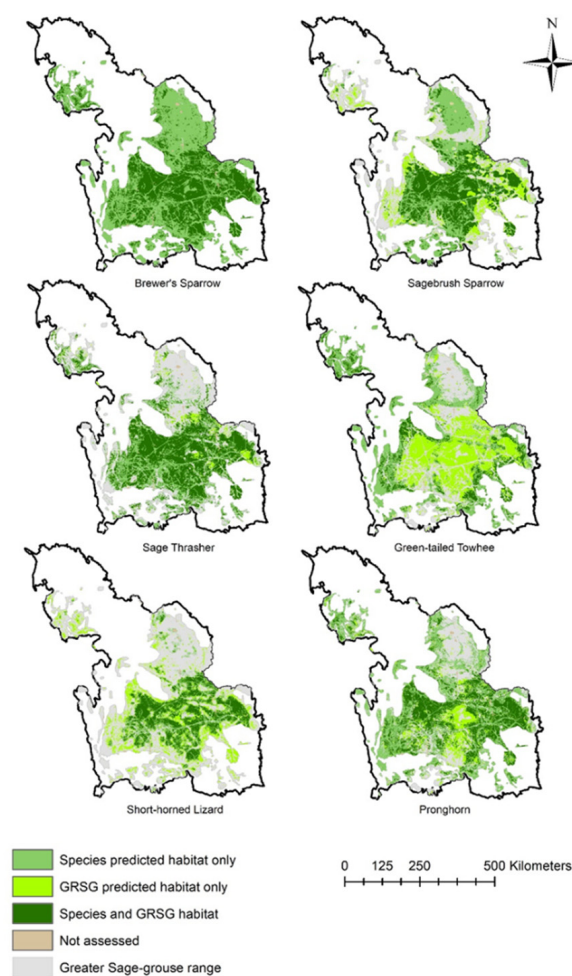 N
Brewer's Sparrow
Sagebrush Sparrow
Sage Thrasher
Green-tailed Towhee
Short-horned Lizard
Pronghorn
Species predicted habitat only
GRSG predicted habitat only
Species and GRSG habitat
Not assessed
Greater Sage-grouse range
0 125 250 500 Kilometers